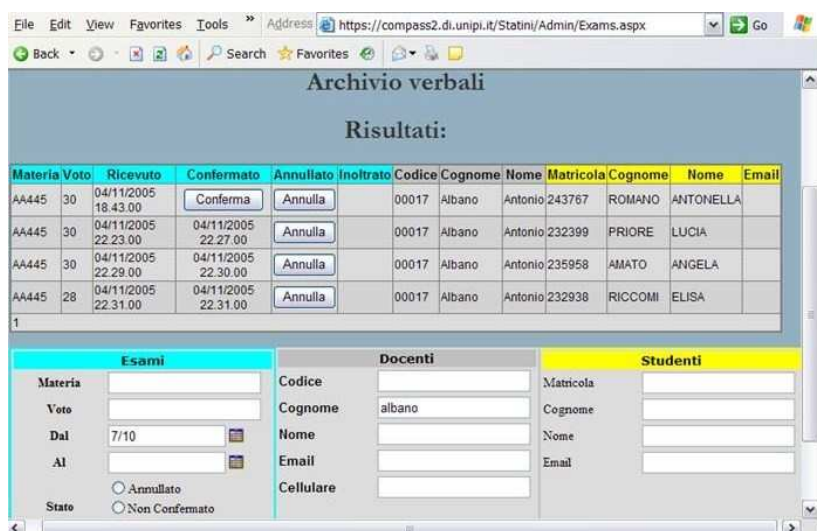 File Edit View Favorites Tools » Address https://compass2.di.unipi.it/Statini/Admin/Exams.aspx Go
Back Search Favorites
Archivio verbali
Risultati:
Materia Voto Ricevuto Confermato Annullato Inoltrato Codice Cognome Nome Matricola Cognome Nome Email
AA445 30 04/11/2005 18.43.00 Conferma Annulla 00017 Albano Antonio 243767 ROMANO ANTONELLA
AA445 30 04/11/2005 22.23.00 04/11/2005 22.27.00 Annulla 00017 Albano Antonio 232399 PRIORE LUCIA
AA445 30 04/11/2005 22.29.00 04/11/2005 22.30.00 Annulla 00017 Albano Antonio 235958 AMATO ANGELA
AA445 28 04/11/2005 22.31.00 04/11/2005 22.31.00 Annulla 00017 Albano Antonio 232938 RICCOMI ELISA
1
Esami Docenti Studenti
Materia Codice Matricola
Voto Cognome albano Cognome
Dal 7/10 Nome Nome
Al Email Email
Annullato Cellulare
Stato Non Confermato